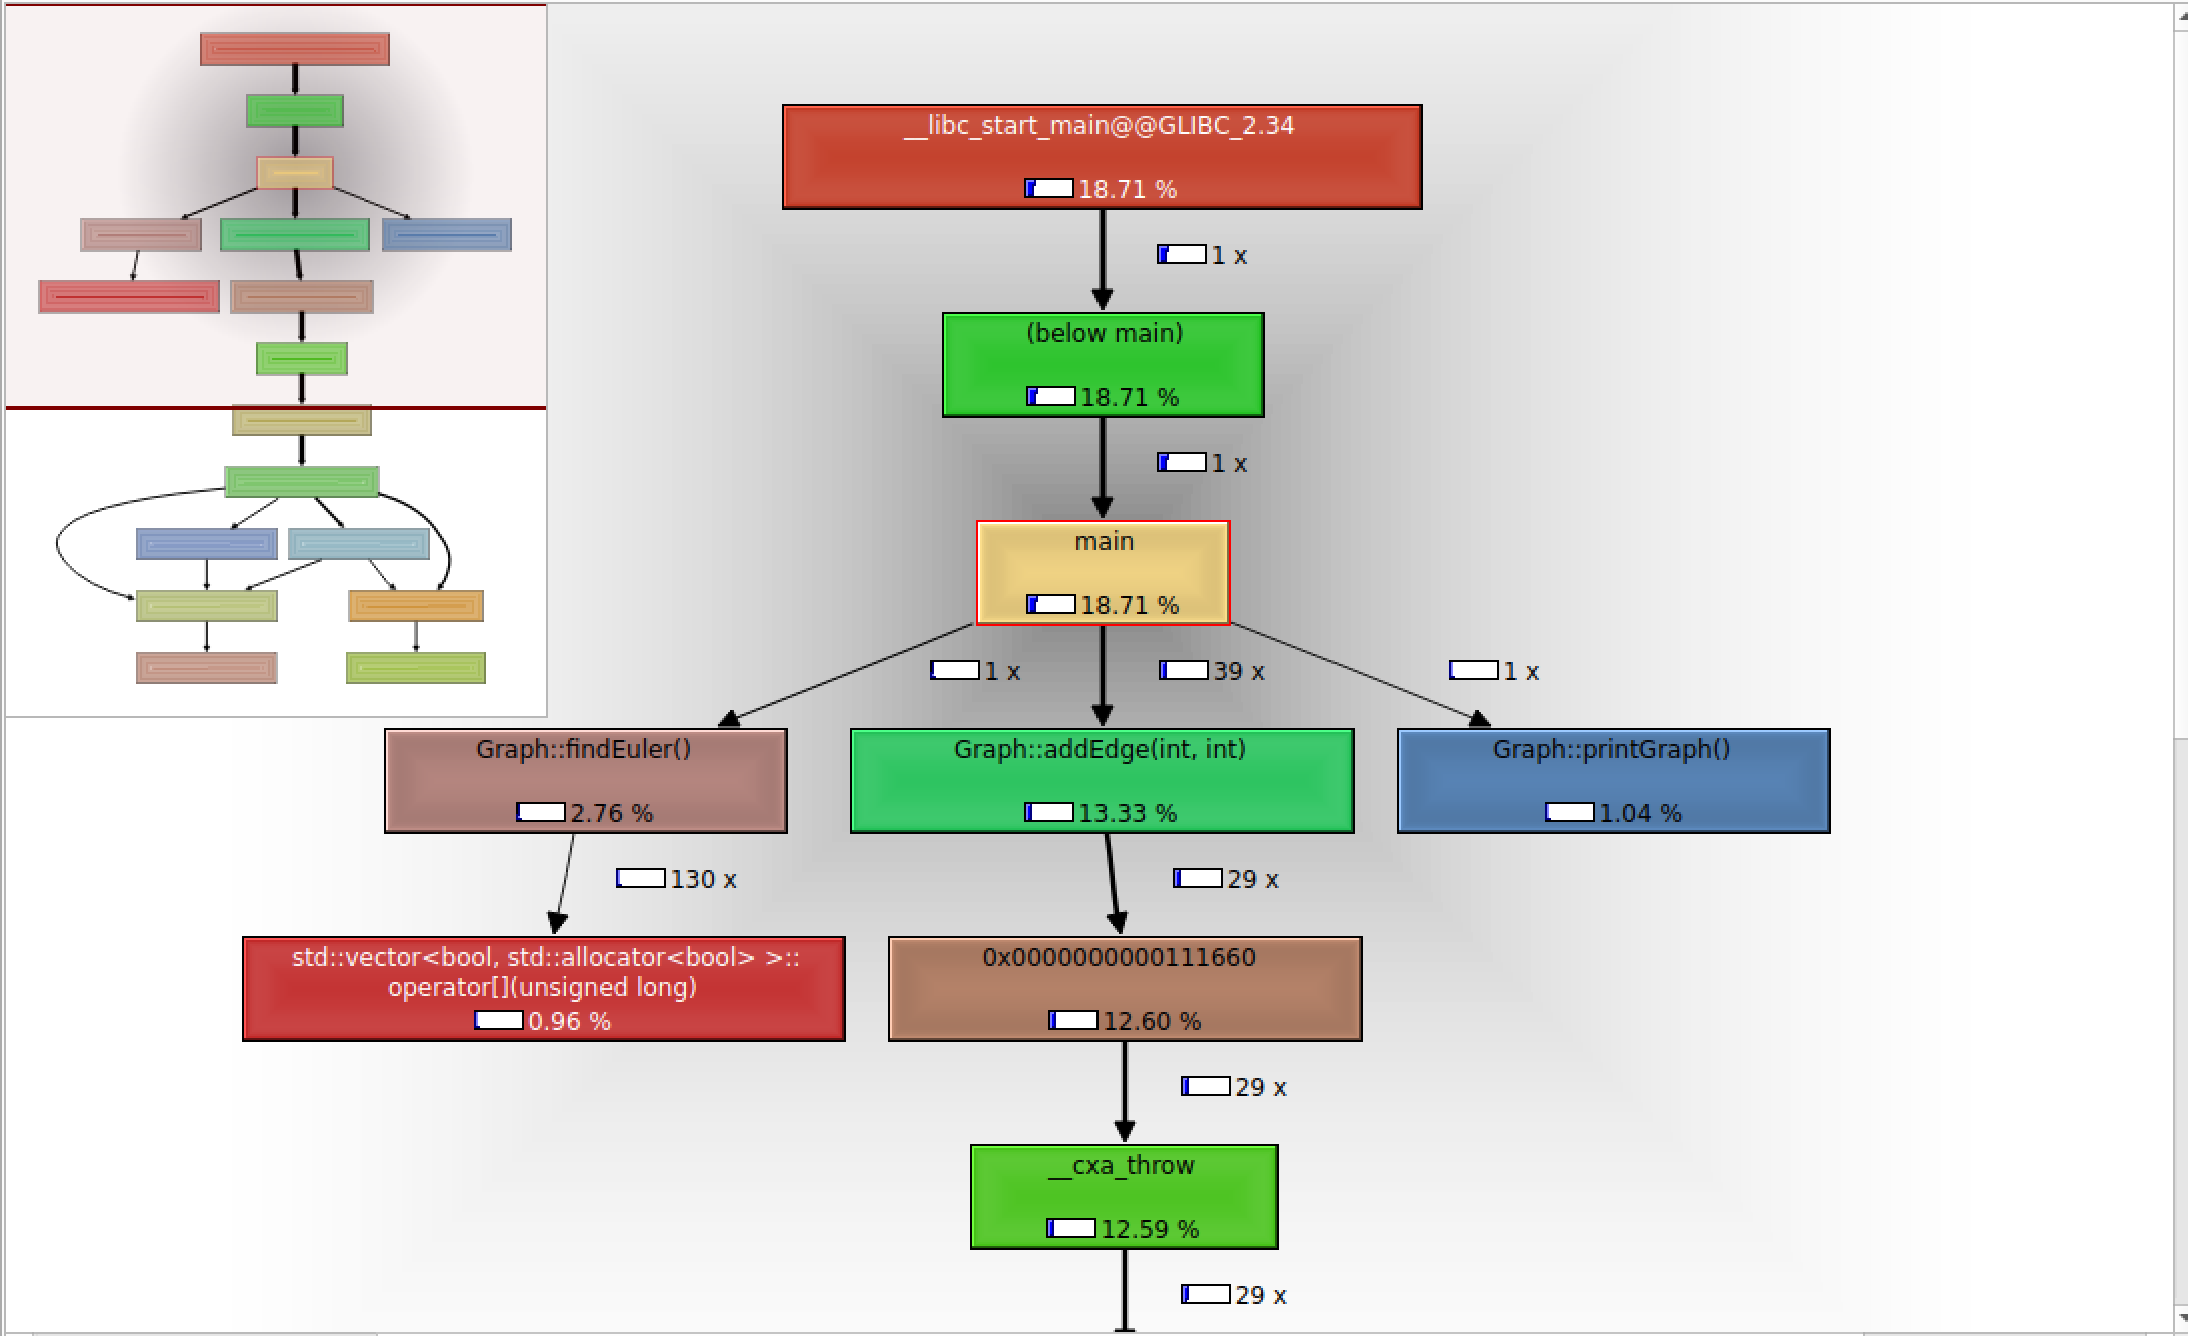 __libc_start_main@@GLIBC_2.34
18.71 %
1 x
(below main)
18.71 %
1 x
main
18.71 %
1 x
39 x
1 x
Graph::findEuler()
2.76 %
Graph::addEdge(int, int)
13.33 %
Graph::printGraph()
1.04 %
130 x
29 x
std::vector<bool, std::allocator<bool> >::
operator[](unsigned long)
0.96 %
0x0000000000111660
12.60 %
29 x
__cxa_throw
12.59 %
29 x